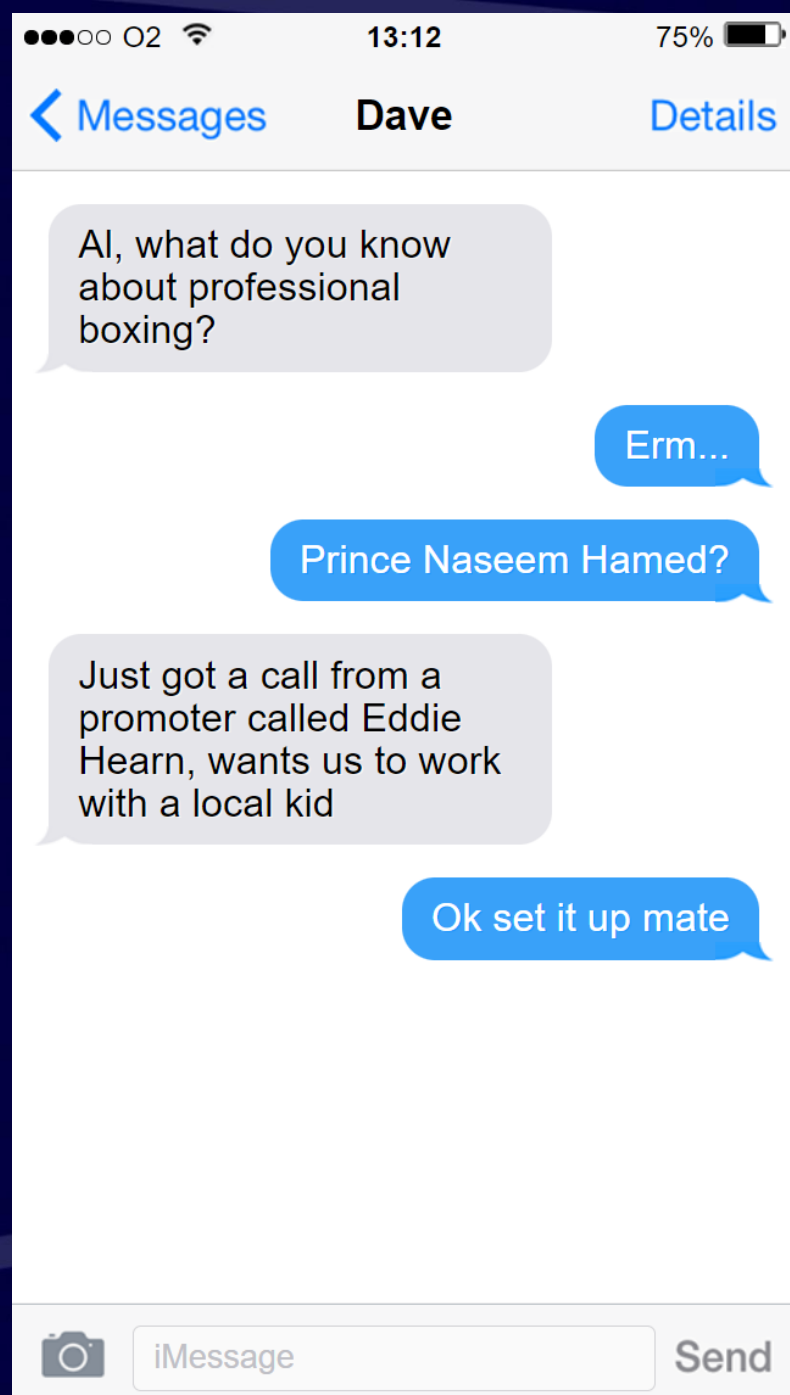 O2 13:12 75%
Messages Dave Details
Al, what do you know
about professional
boxing?
Erm...
Prince Naseem Hamed?
Just got a call from a
promoter called Eddie
Hearn, wants us to work
with a local kid
Ok set it up mate
iMessage Send